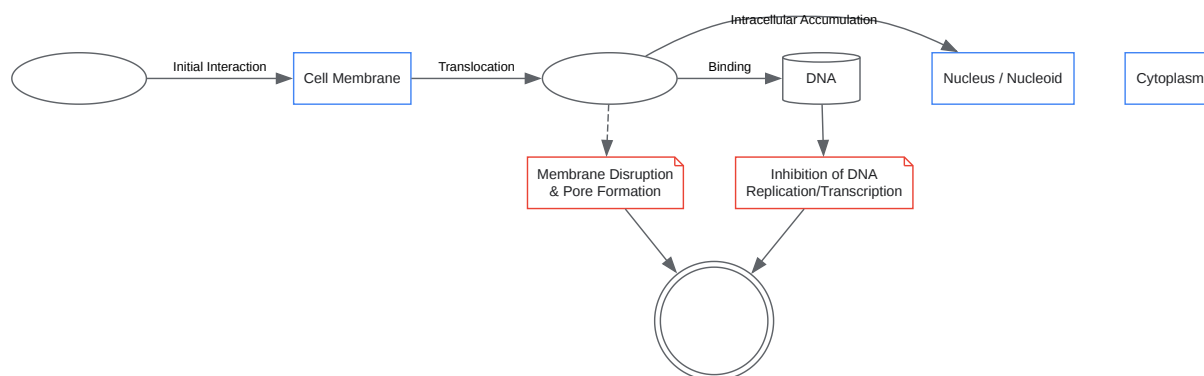 Intracellular Accumulation
Initial Interaction
Cell Membrane
Translocation
Binding
DNA
Nucleus / Nucleoid
Cytoplasm
Membrane Disruption
& Pore Formation
Inhibition of DNA
Replication/Transcription